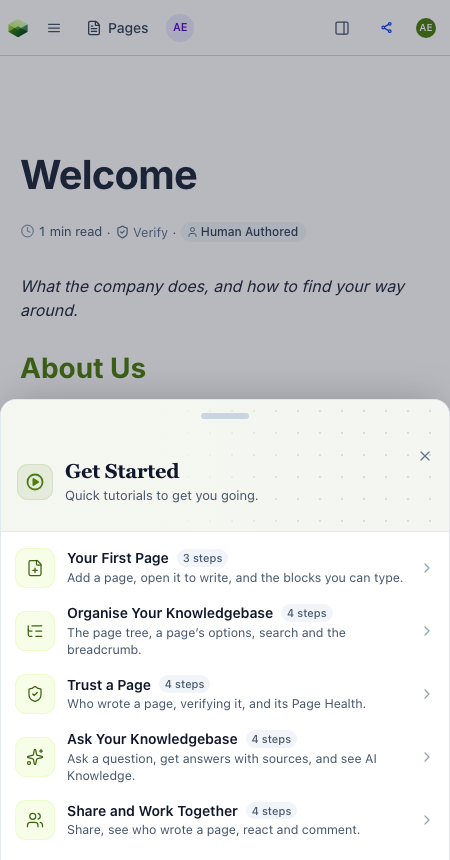 Pages AE AE
Welcome
1 min read · Verify · Human Authored
What the company does, and how to find your way
around.
About Us
Get Started
Quick tutorials to get you going.
Your First Page 3 steps
Add a page, open it to write, and the blocks you can type.
Organise Your Knowledgebase 4 steps
The page tree, a page's options, search and the
breadcrumb.
Trust a Page 4 steps
Who wrote a page, verifying it, and its Page Health.
Ask Your Knowledgebase 4 steps
Ask a question, get answers with sources, and see AI
Knowledge.
Share and Work Together 4 steps
Share, see who wrote a page, react and comment.